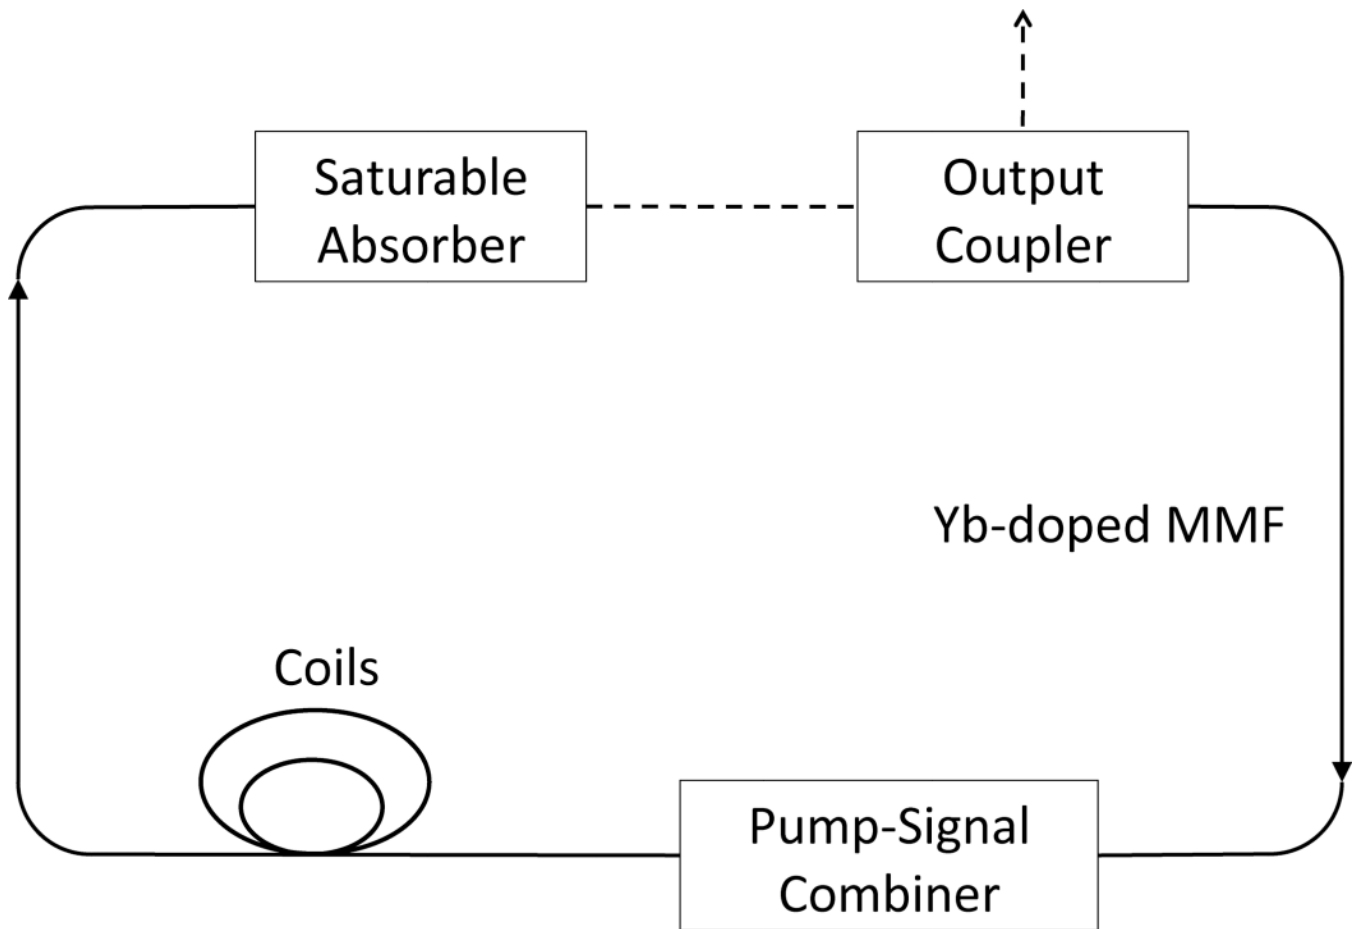 Saturable
Absorber
Output
Coupler
Yb-doped MMF
Coils
Pump-Signal
Combiner